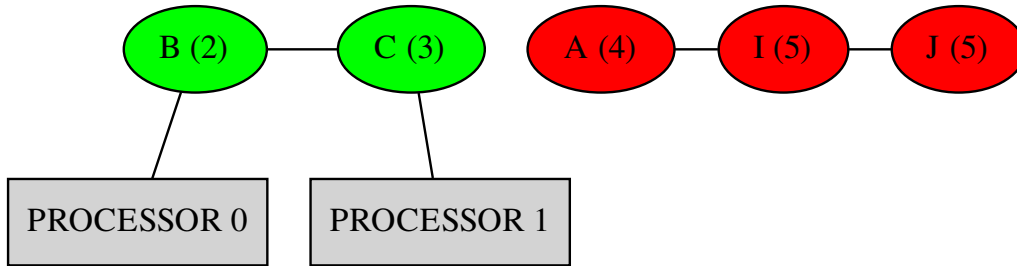 B (2)
C (3)
A (4)
I (5)
J (5)
PROCESSOR 0
PROCESSOR 1